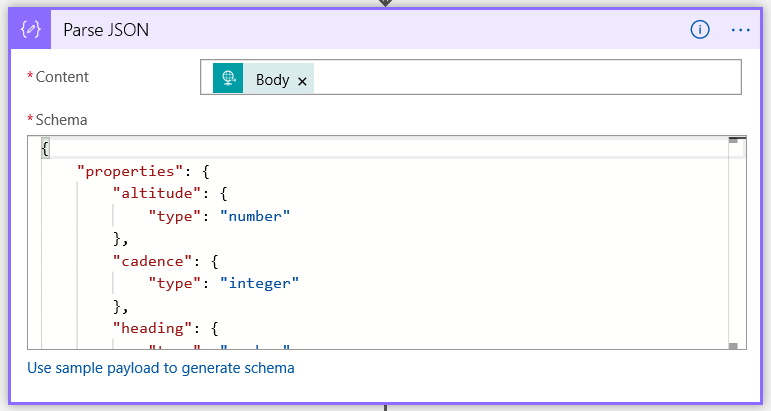 Parse JSON
* Content
Body ×
* Schema
{
"properties": {
"altitude": {
"type": "number"
},
"cadence": {
"type": "integer"
},
"heading": {
Use sample payload to generate schema